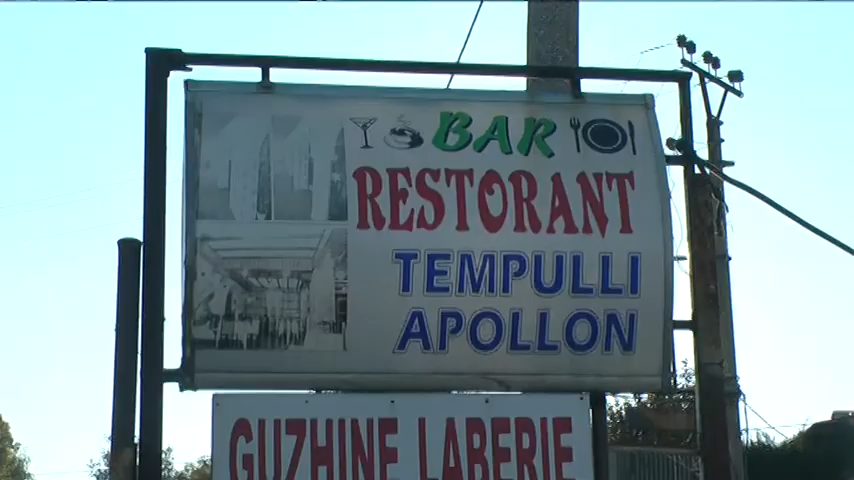 BAR
RESTORANT
TEMPULLI
APOLLON
GUZHINE LABERIE